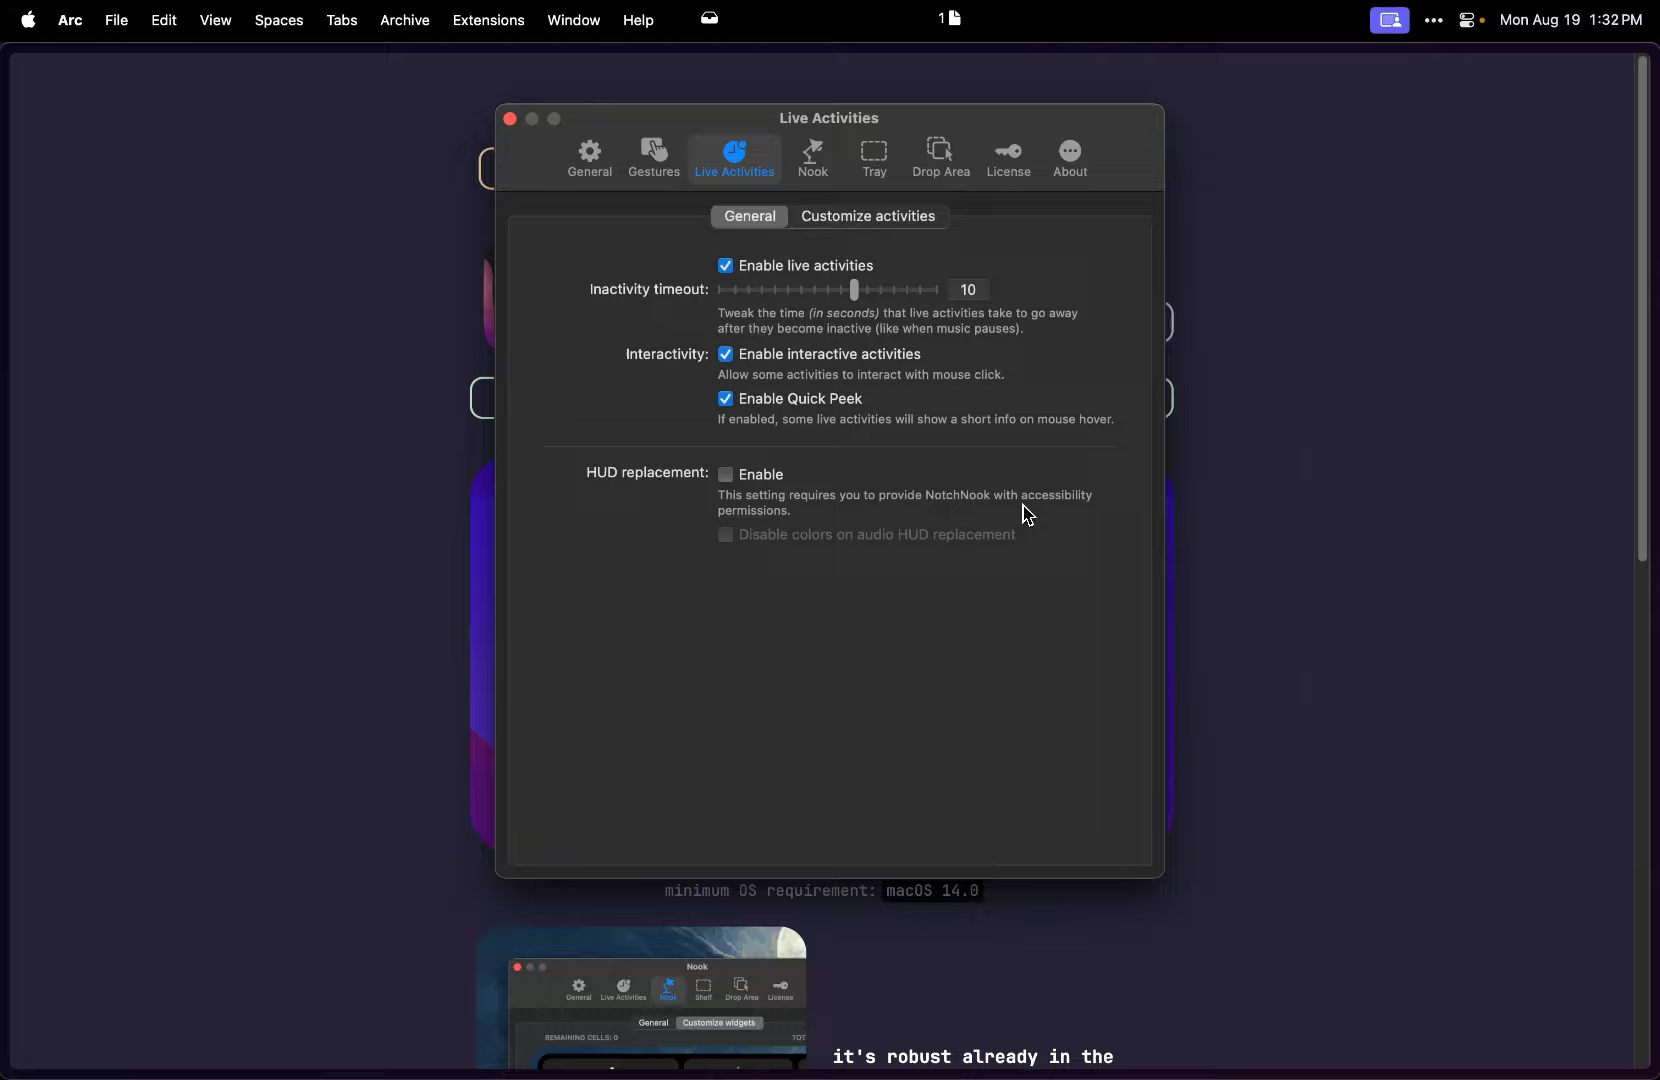 Arc File Edit View Spaces Tabs Archive Extensions Window Help 1 Mon Aug 19 1:32 PM
Live Activities
General Gestures Live Activities Nook Tray Drop Area License About
General Customize activities
Enable live activities
Inactivity timeout: 10
Tweak the time (in seconds) that live activities take to go away
after they become inactive (like when music pauses).
Interactivity: Enable interactive activities
Allow some activities to interact with mouse click.
Enable Quick Peek
If enabled, some live activities will show a short info on mouse hover.
HUD replacement: Enable
This setting requires you to provide NotchNook with accessibility
permissions.
Disable colors on audio HUD replacement
minimum OS requirement: macOS 14.0
Nook
General Live Activities Nook Shelf Drop Area License
General Customize widgets
REMAINING CELLS: 0 TOT
it's robust already in the